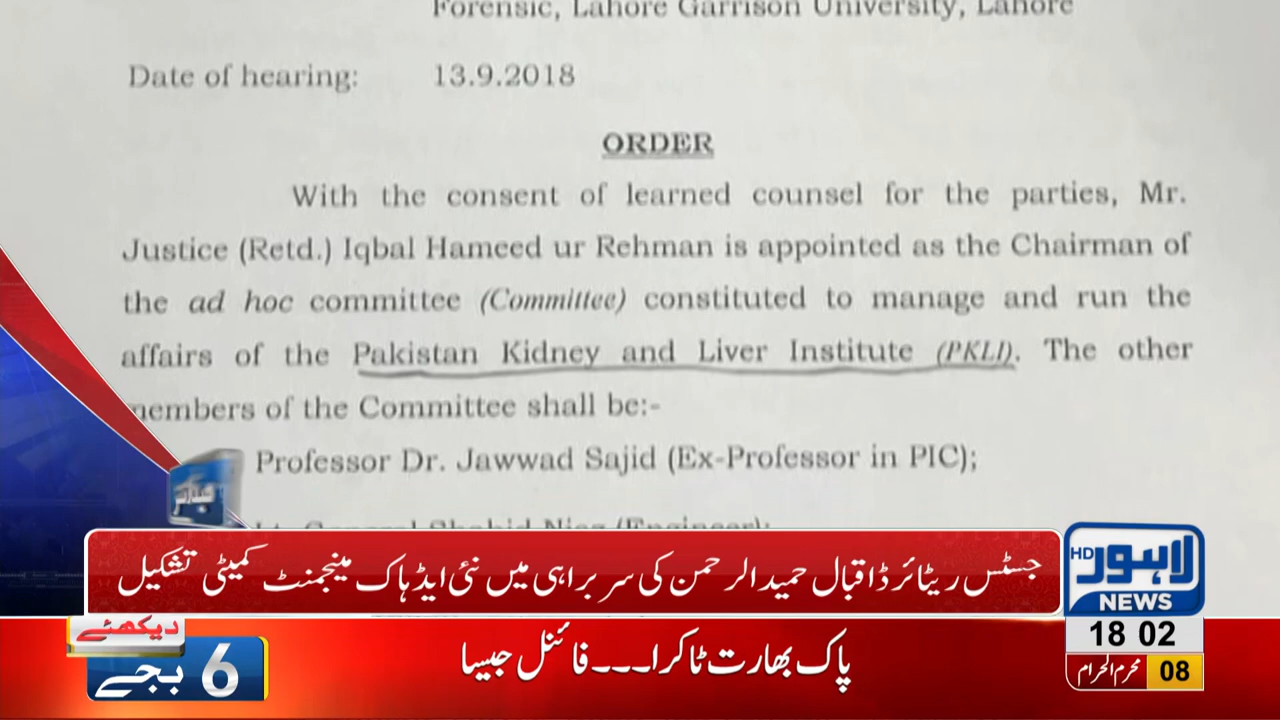 Forensic, Lahore Garrison University, Lahore
Date of hearing: 13.9.2018
ORDER
With the consent of learned counsel for the parties, Mr.
Justice (Retd.) Iqbal Hameed ur Rehman is appointed as the Chairman of
the ad hoc committee (Committee) constituted to manage and run the
affairs of the Pakistan Kidney and Liver Institute (PKLI). The other
members of the Committee shall be:-
Professor Dr. Jawwad Sajid (Ex-Professor in PIC);
Lt. General Shahid Niaz (Engineer);
جسٹس ریٹائرڈ اقبال حمید الرحمن کی سربراہی میں نئی ایڈہاک مینجمنٹ کمیٹی تشکیل
لاہور HD
NEWS
دیکھئے
6 بجے
پاک بھارت ٹاکرا۔۔۔فائنل جیسا
18 02
08 محرم الحرام